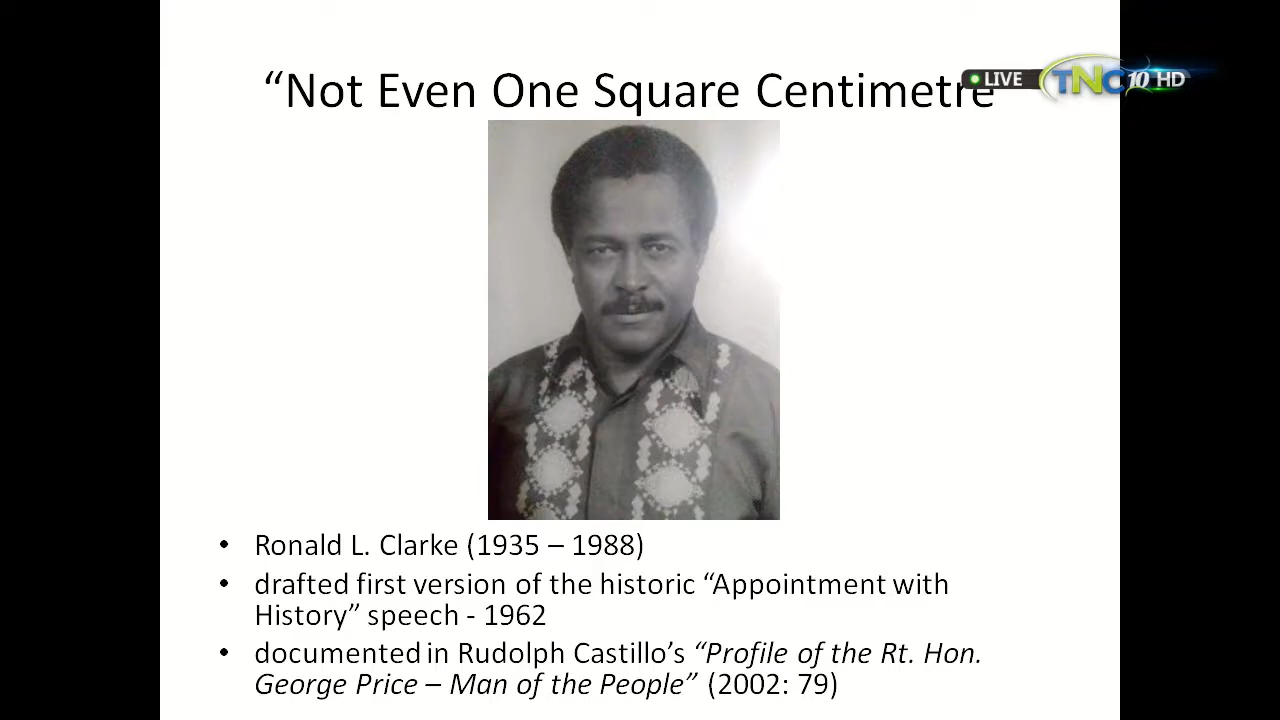 “Not Even One Square Centimetre
LIVE TNC 10 HD
• Ronald L. Clarke (1935 – 1988)
• drafted first version of the historic “Appointment with
History” speech - 1962
• documented in Rudolph Castillo’s “Profile of the Rt. Hon.
George Price – Man of the People” (2002: 79)